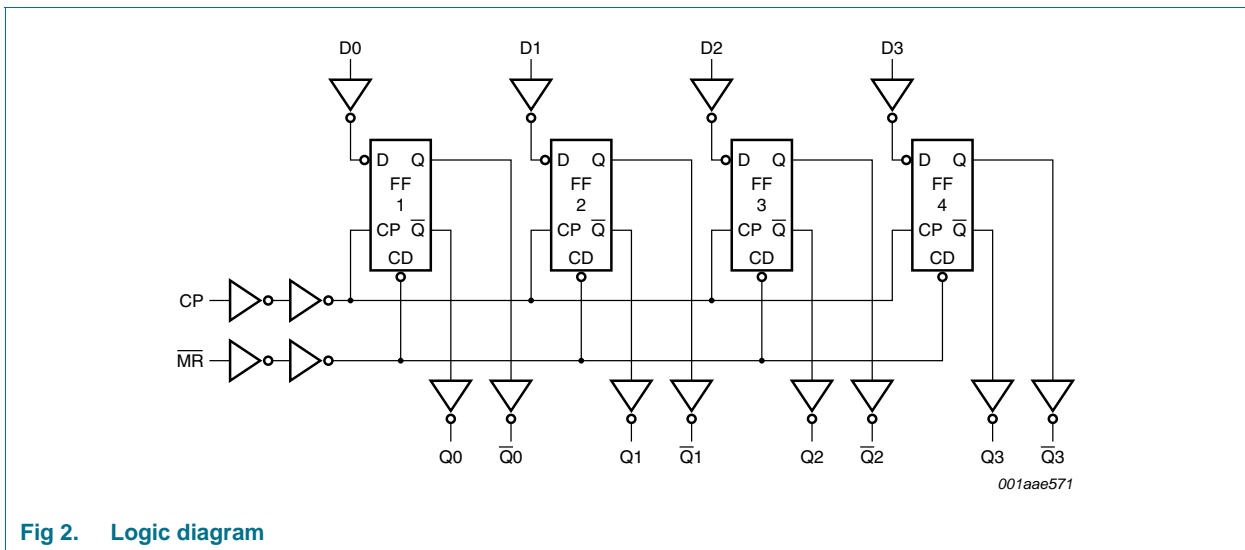 D0 D1 D2 D3
D Q D Q D Q D Q
FF FF FF FF
1 2 3 4
CP Q̅ CP Q̅ CP Q̅ CP Q̅
CD CD CD CD
CP
M̅R̅
Q0 Q̅0 Q1 Q̅1 Q2 Q̅2 Q3 Q̅3
001aae571
Fig 2. Logic diagram